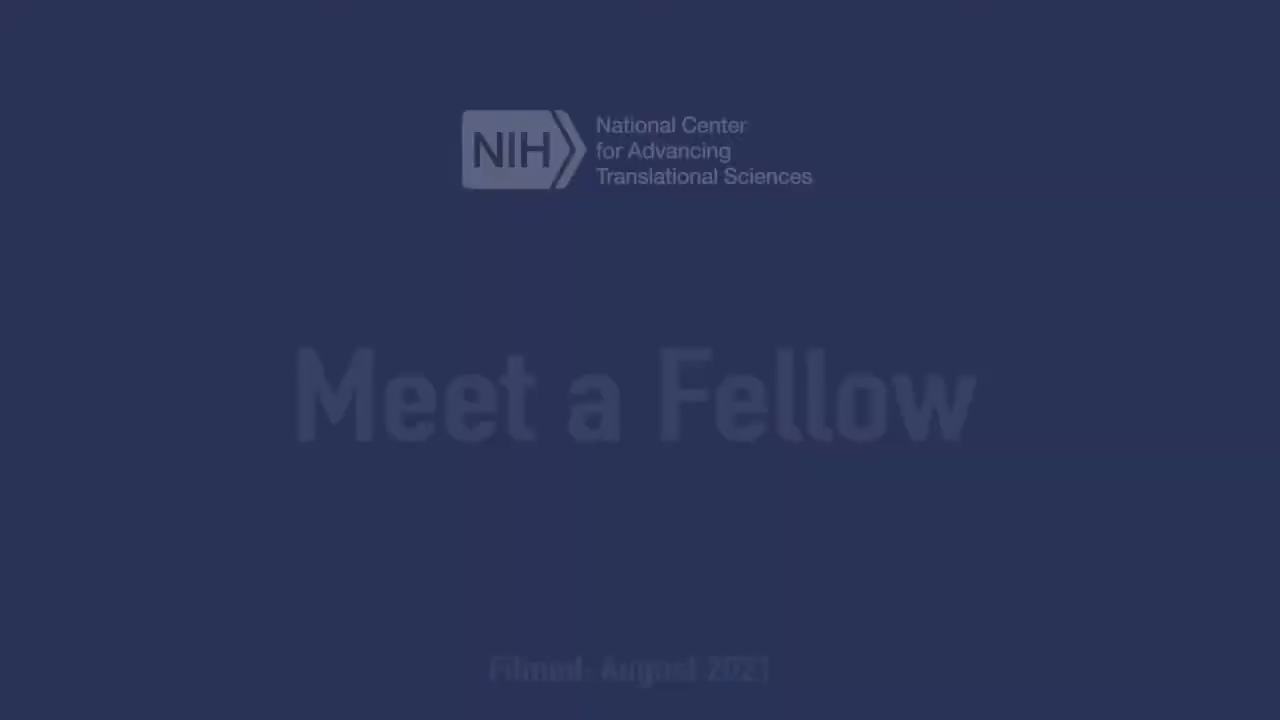 NIH
National Center
for Advancing
Translational Sciences
Meet a Fellow
Filmed: August 2021